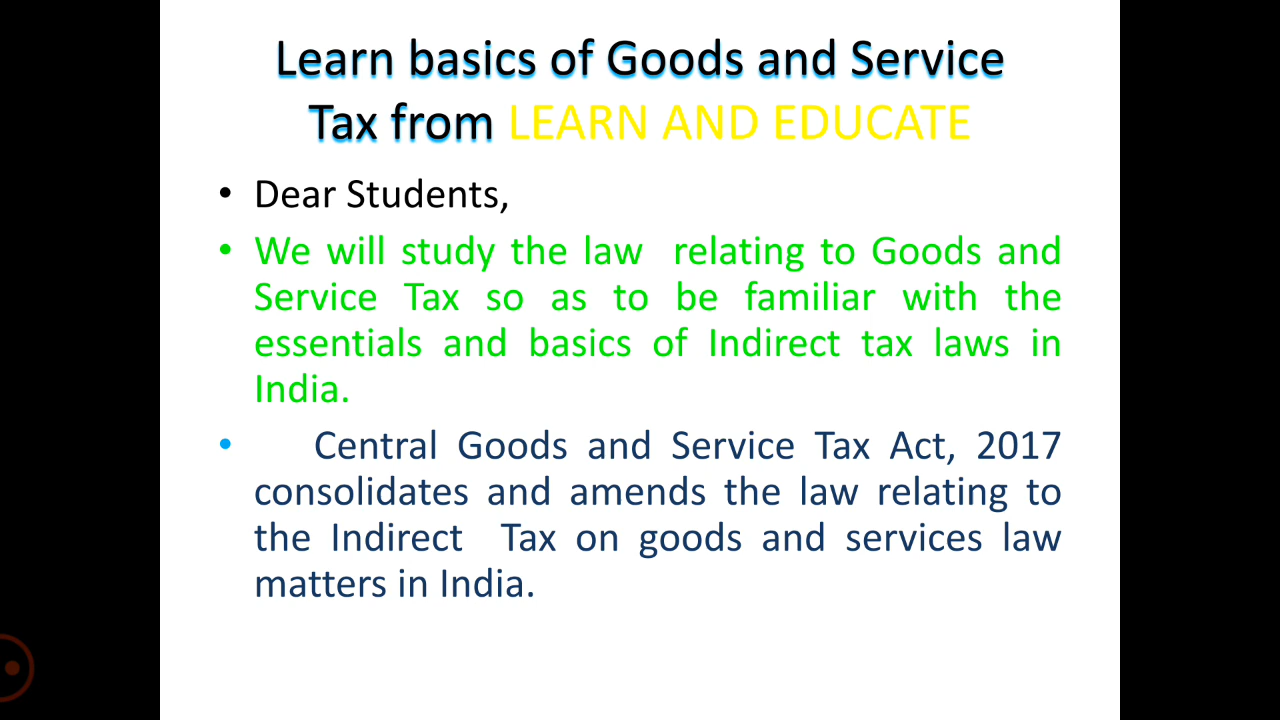 Learn basics of Goods and Service
Tax from LEARN AND EDUCATE
• Dear Students,
• We will study the law relating to Goods and
Service Tax so as to be familiar with the
essentials and basics of Indirect tax laws in
India.
• Central Goods and Service Tax Act, 2017
consolidates and amends the law relating to
the Indirect Tax on goods and services law
matters in India.